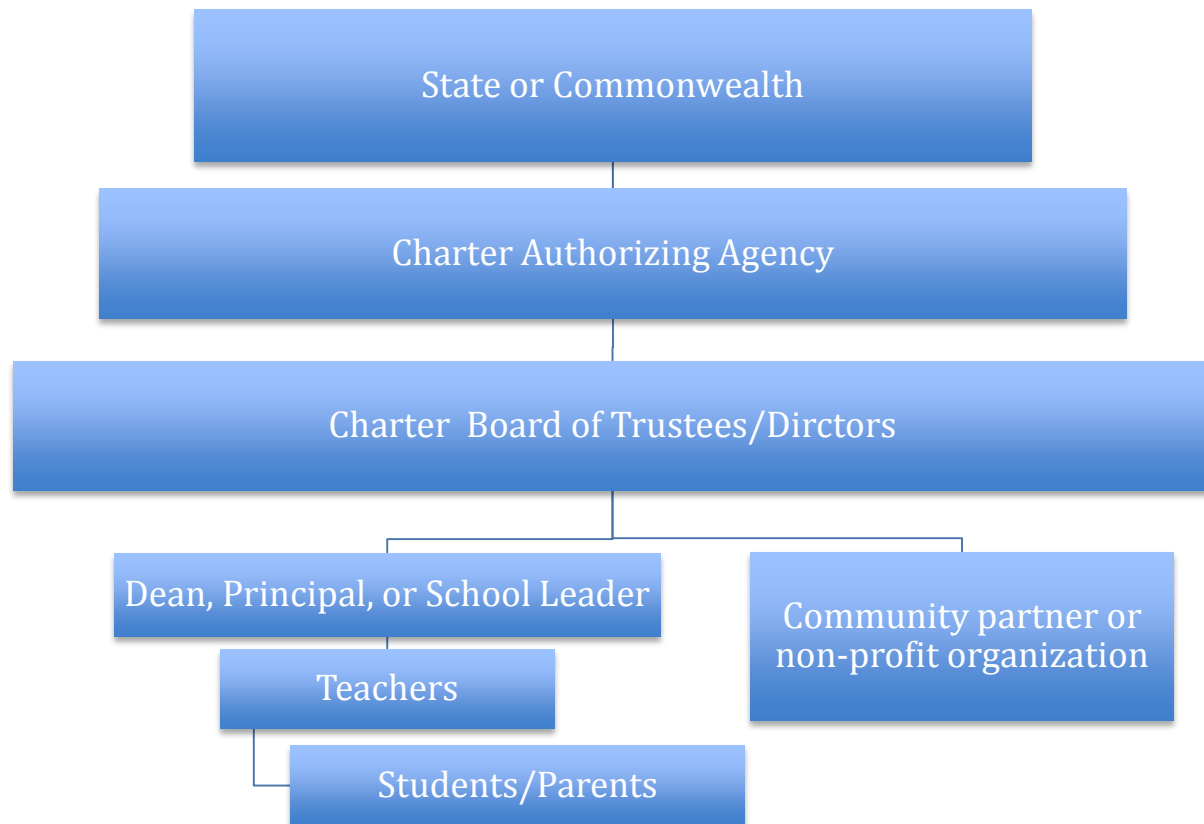 State or Commonwealth
Charter Authorizing Agency
Charter  Board of Trustees/Dirctors
Dean, Principal, or School Leader
Community partner or
non-profit organization
Teachers
Students/Parents